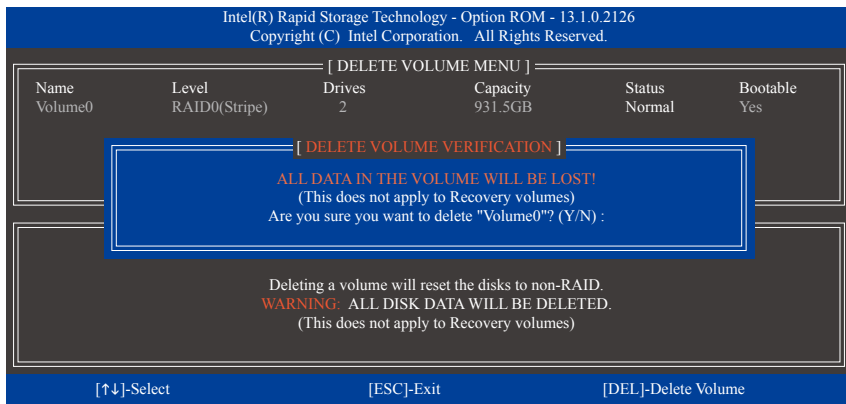 Intel(R) Rapid Storage Technology - Option ROM - 13.1.0.2126
Copyright (C) Intel Corporation. All Rights Reserved.
[ DELETE VOLUME MENU ]
Name Level Drives Capacity Status Bootable
Volume0 RAID0(Stripe) 2 931.5GB Normal Yes
[ DELETE VOLUME VERIFICATION ]
ALL DATA IN THE VOLUME WILL BE LOST!
(This does not apply to Recovery volumes)
Are you sure you want to delete "Volume0"? (Y/N) :
Deleting a volume will reset the disks to non-RAID.
WARNING: ALL DISK DATA WILL BE DELETED.
(This does not apply to Recovery volumes)
[↑↓]-Select [ESC]-Exit [DEL]-Delete Volume